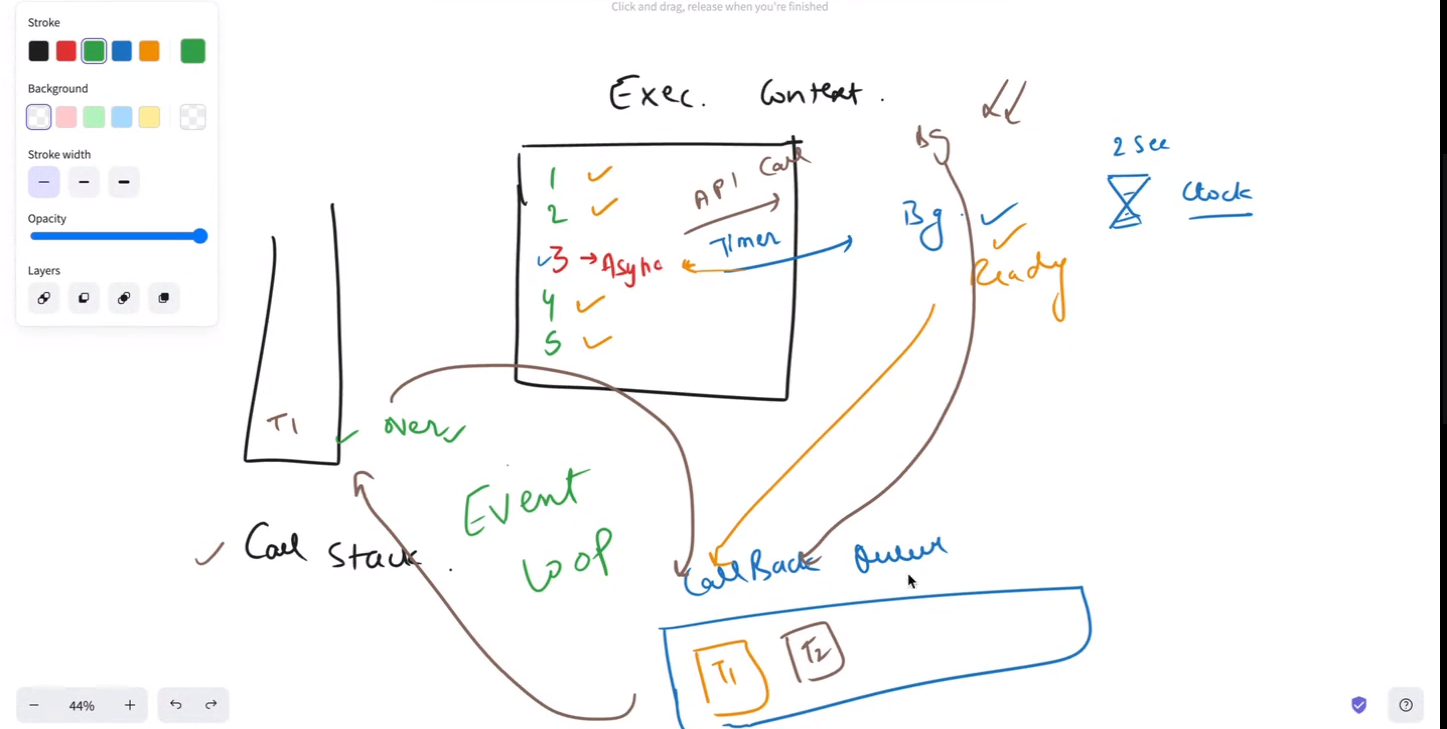 Click and drag, release when you're finished
Stroke
Background
Stroke width
Opacity
Layers
44%
Exec. Context.
1
2
3 → Async
4
5
API Call
Timer
Bg
Bg
Ready
2 Sec
Clock
T1
over
Call Stack.
Event
Loop
CallBack Queue
T1
T2